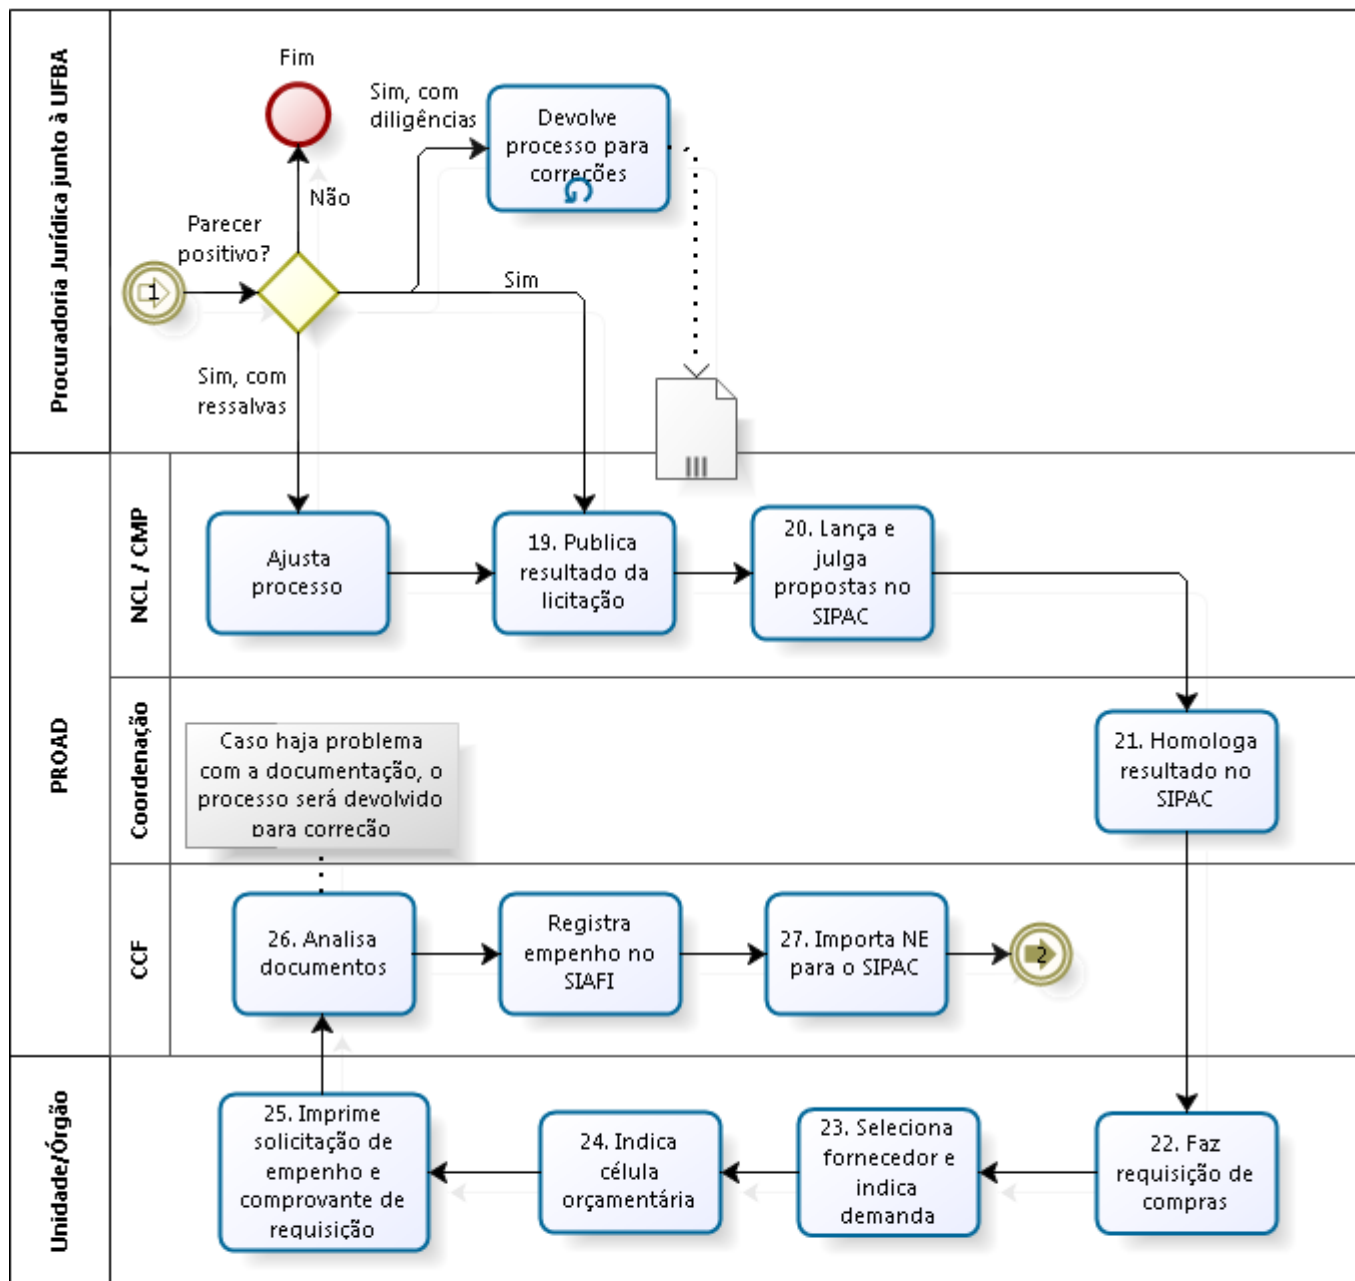 Procuradoria Jurídica junto à UFBA
Fim
Sim, com
diligências
Devolve
processo para
correções
Não
Parecer
positivo?
1
Sim
Sim, com
ressalvas
PROAD
NCL / CMP
Ajusta
processo
19. Publica
resultado da
licitação
20. Lança e
julga
propostas no
SIPAC
Coordenação
Caso haja problema
com a documentação, o
processo será devolvido
para correção
21. Homologa
resultado no
SIPAC
CCF
26. Analisa
documentos
Registra
empenho no
SIAFI
27. Importa NE
para o SIPAC
2
Unidade/Órgão
25. Imprime
solicitação de
empenho e
comprovante de
requisição
24. Indica
célula
orçamentária
23. Seleciona
fornecedor e
indica
demanda
22. Faz
requisição de
compras